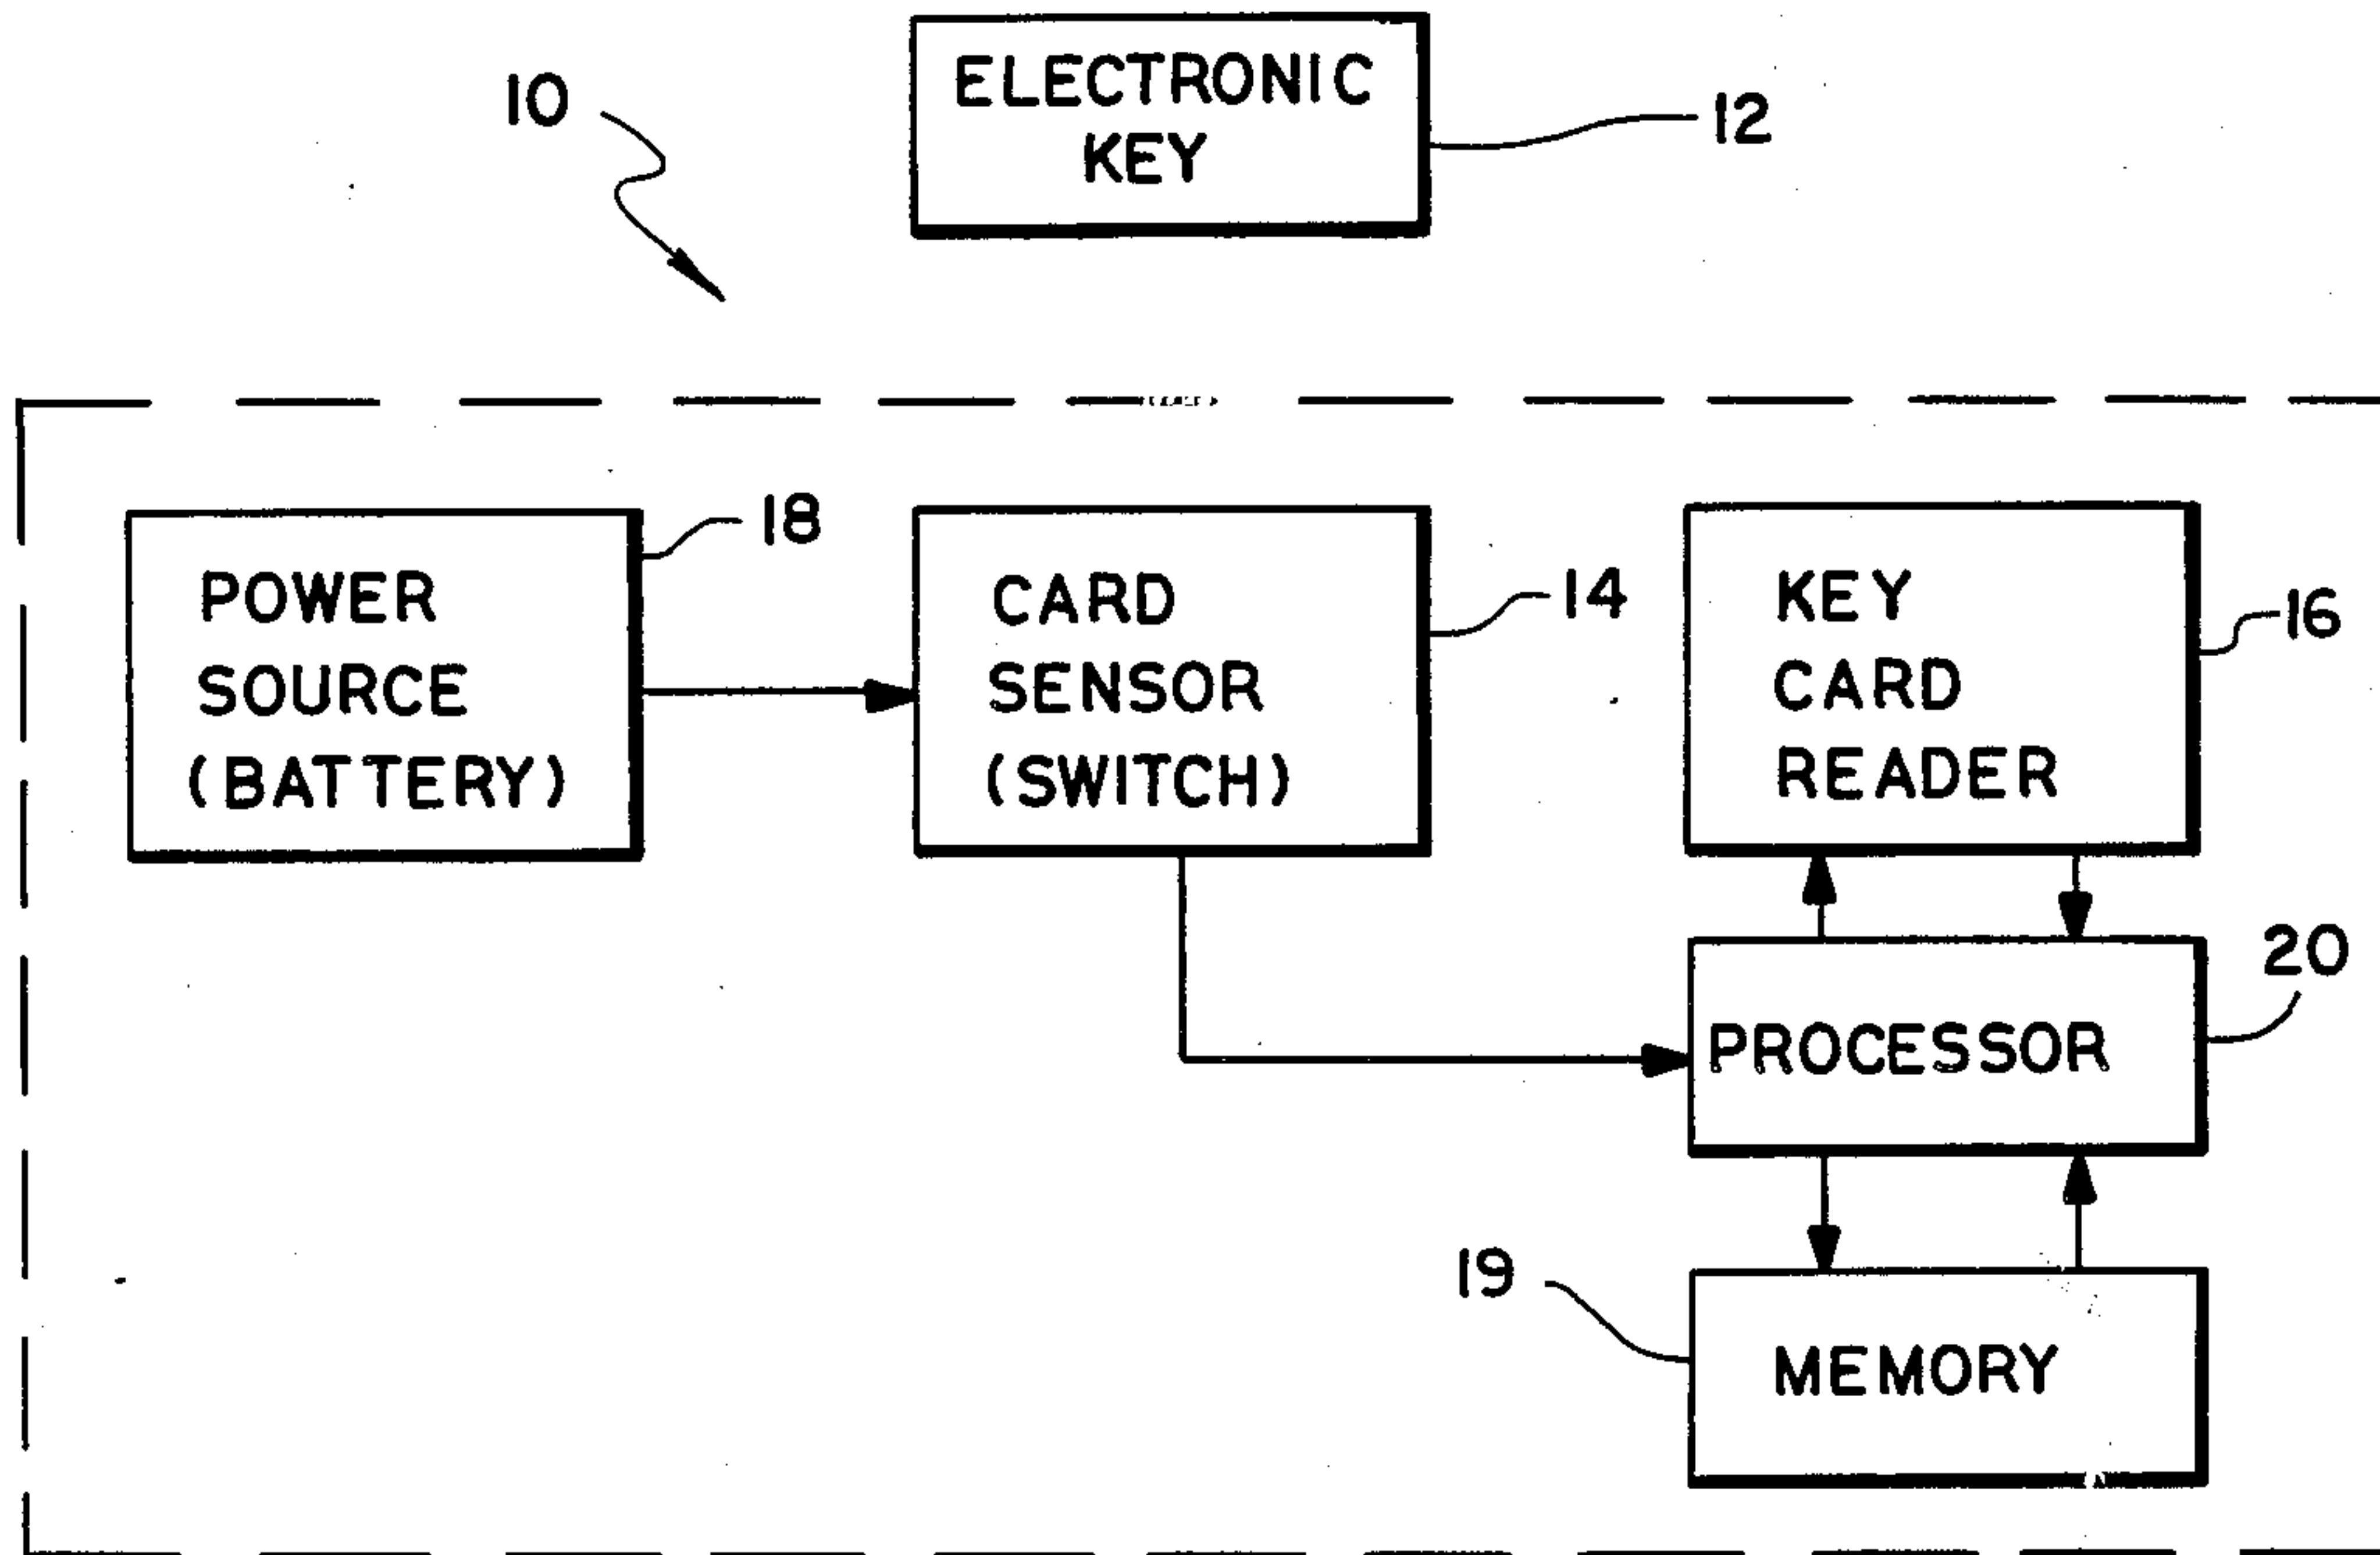 10
ELECTRONIC
KEY
12
POWER
SOURCE
(BATTERY)
18
CARD
SENSOR
(SWITCH)
14
KEY
CARD
READER
16
PROCESSOR
20
19
MEMORY